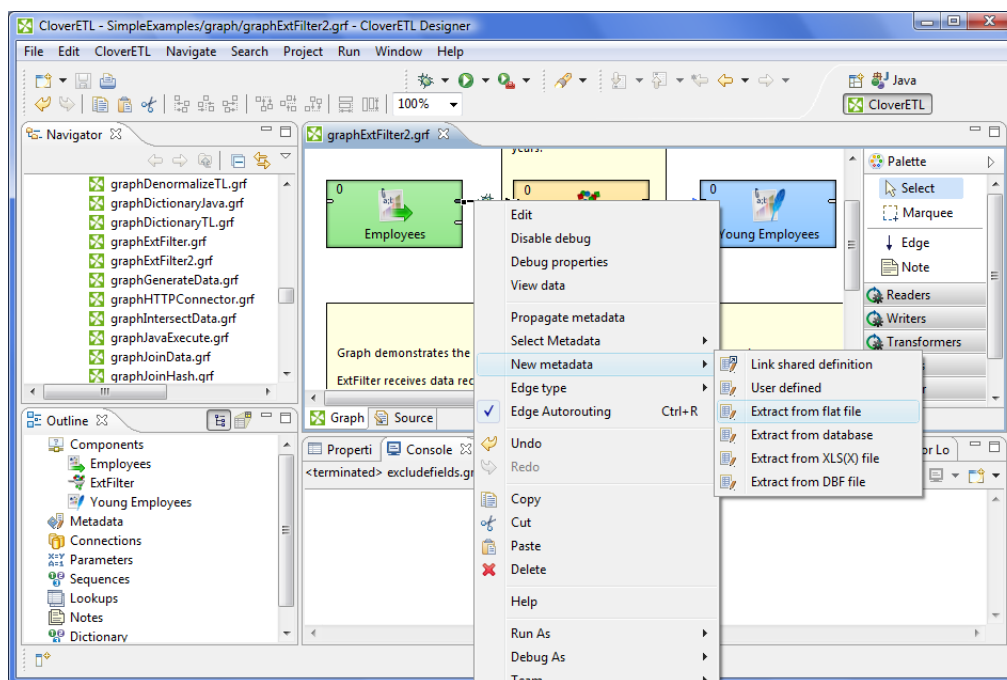 CloverETL - SimpleExamples/graph/graphExtFilter2.grf - CloverETL Designer
File Edit CloverETL Navigate Search Project Run Window Help
Java
100%
CloverETL
Navigator
graphDenormalizeTL.grf
graphDictionaryJava.grf
graphDictionaryTL.grf
graphExtFilter.grf
graphExtFilter2.grf
graphGenerateData.grf
graphHTTPConnector.grf
graphIntersectData.grf
graphJavaExecute.grf
graphJoinData.grf
graphJoinHash.grf
graphExtFilter2.grf
years.
0
Employees
0
0
Young Employees
Graph demonstrates the
ExtFilter receives data rec
Graph Source
Palette
Select
Marquee
Edge
Note
Readers
Writers
Transformers
Edit
Disable debug
Debug properties
View data
Propagate metadata
Select Metadata
New metadata
Edge type
Edge Autorouting Ctrl+R
Undo
Redo
Copy
Cut
Paste
Delete
Help
Run As
Debug As
Team
Link shared definition
User defined
Extract from flat file
Extract from database
Extract from XLS(X) file
Extract from DBF file
Outline
Components
Employees
ExtFilter
Young Employees
Metadata
Connections
Parameters
Sequences
Lookups
Notes
Dictionary
Properti Console
or Lo
<terminated> excludefields.gr